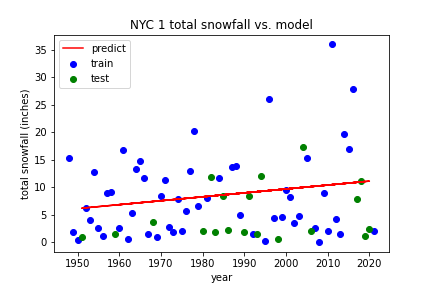 NYC 1 total snowfall vs. model
predict
train
test
total snowfall (inches)
35
30
25
20
15
10
5
0
1950 1960 1970 1980 1990 2000 2010 2020
year